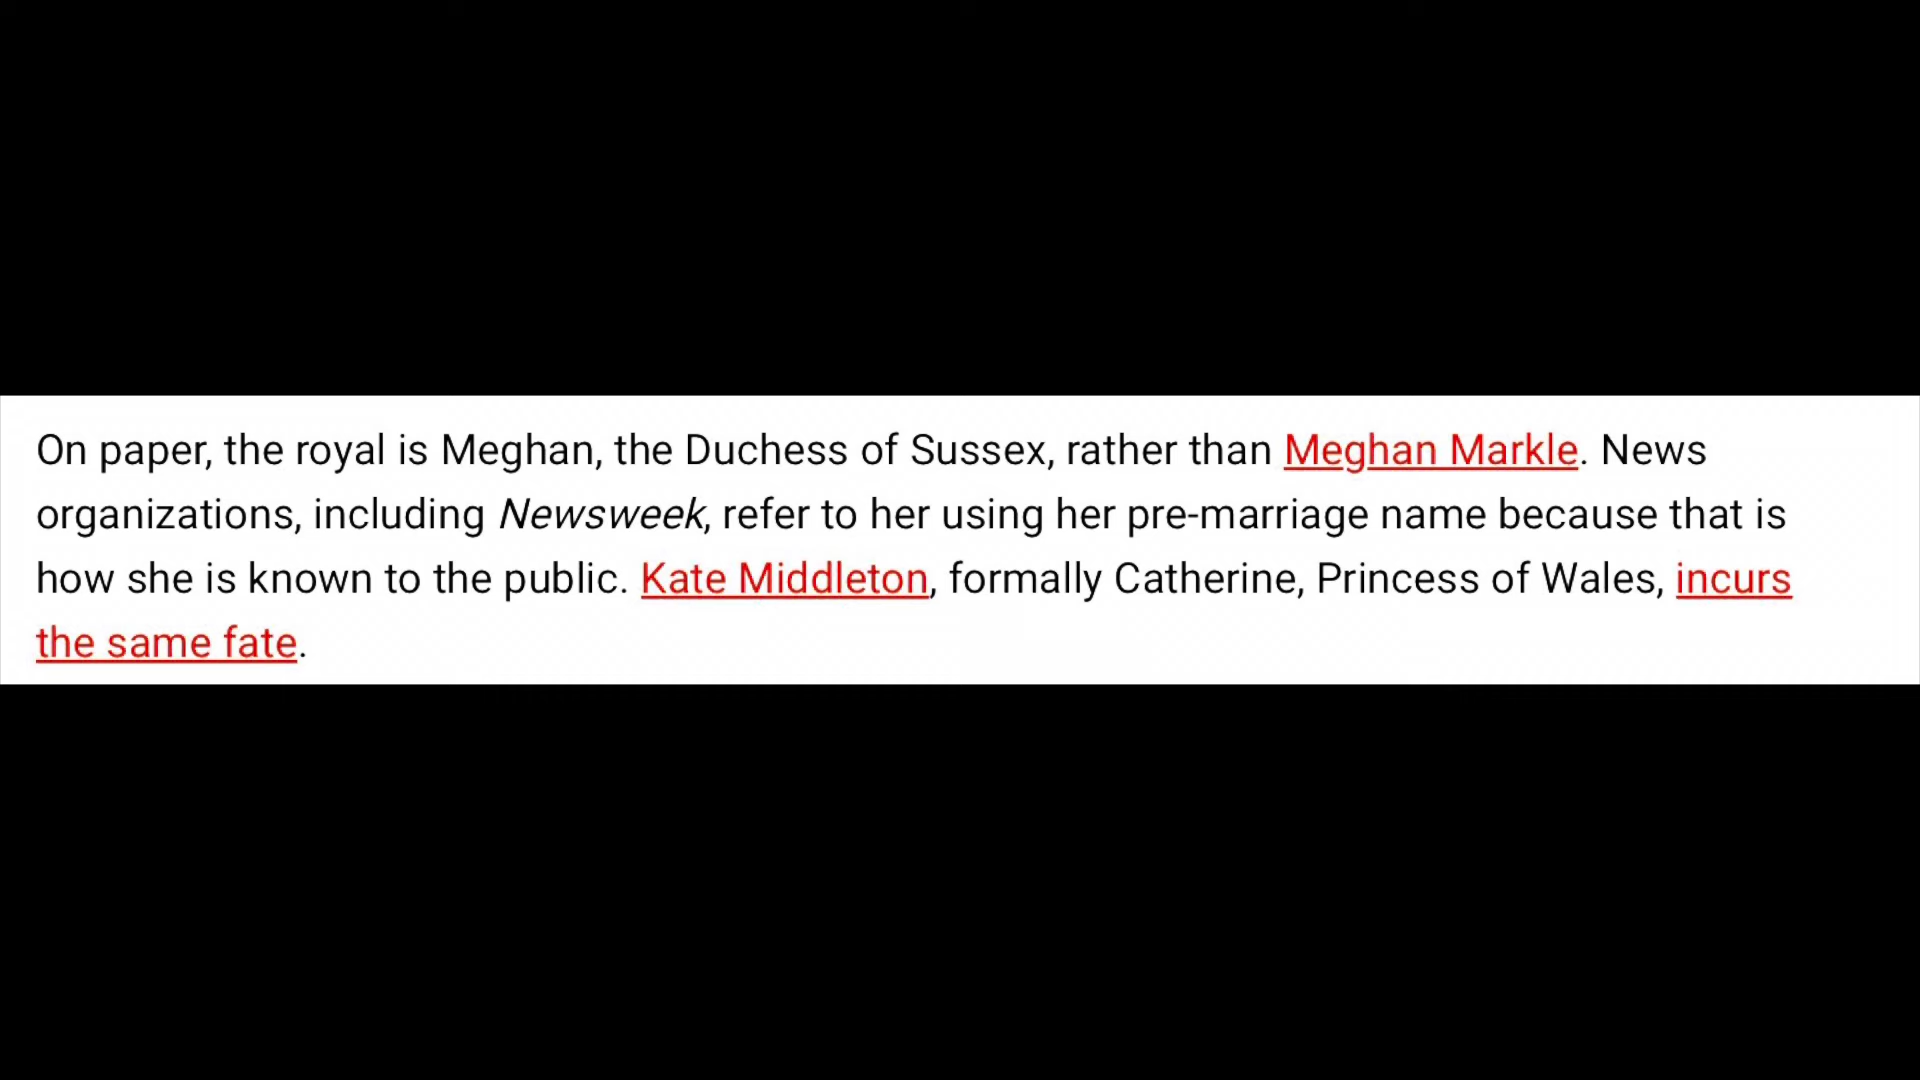 On paper, the royal is Meghan, the Duchess of Sussex, rather than Meghan Markle. News
organizations, including Newsweek, refer to her using her pre-marriage name because that is
how she is known to the public. Kate Middleton, formally Catherine, Princess of Wales, incurs
the same fate.